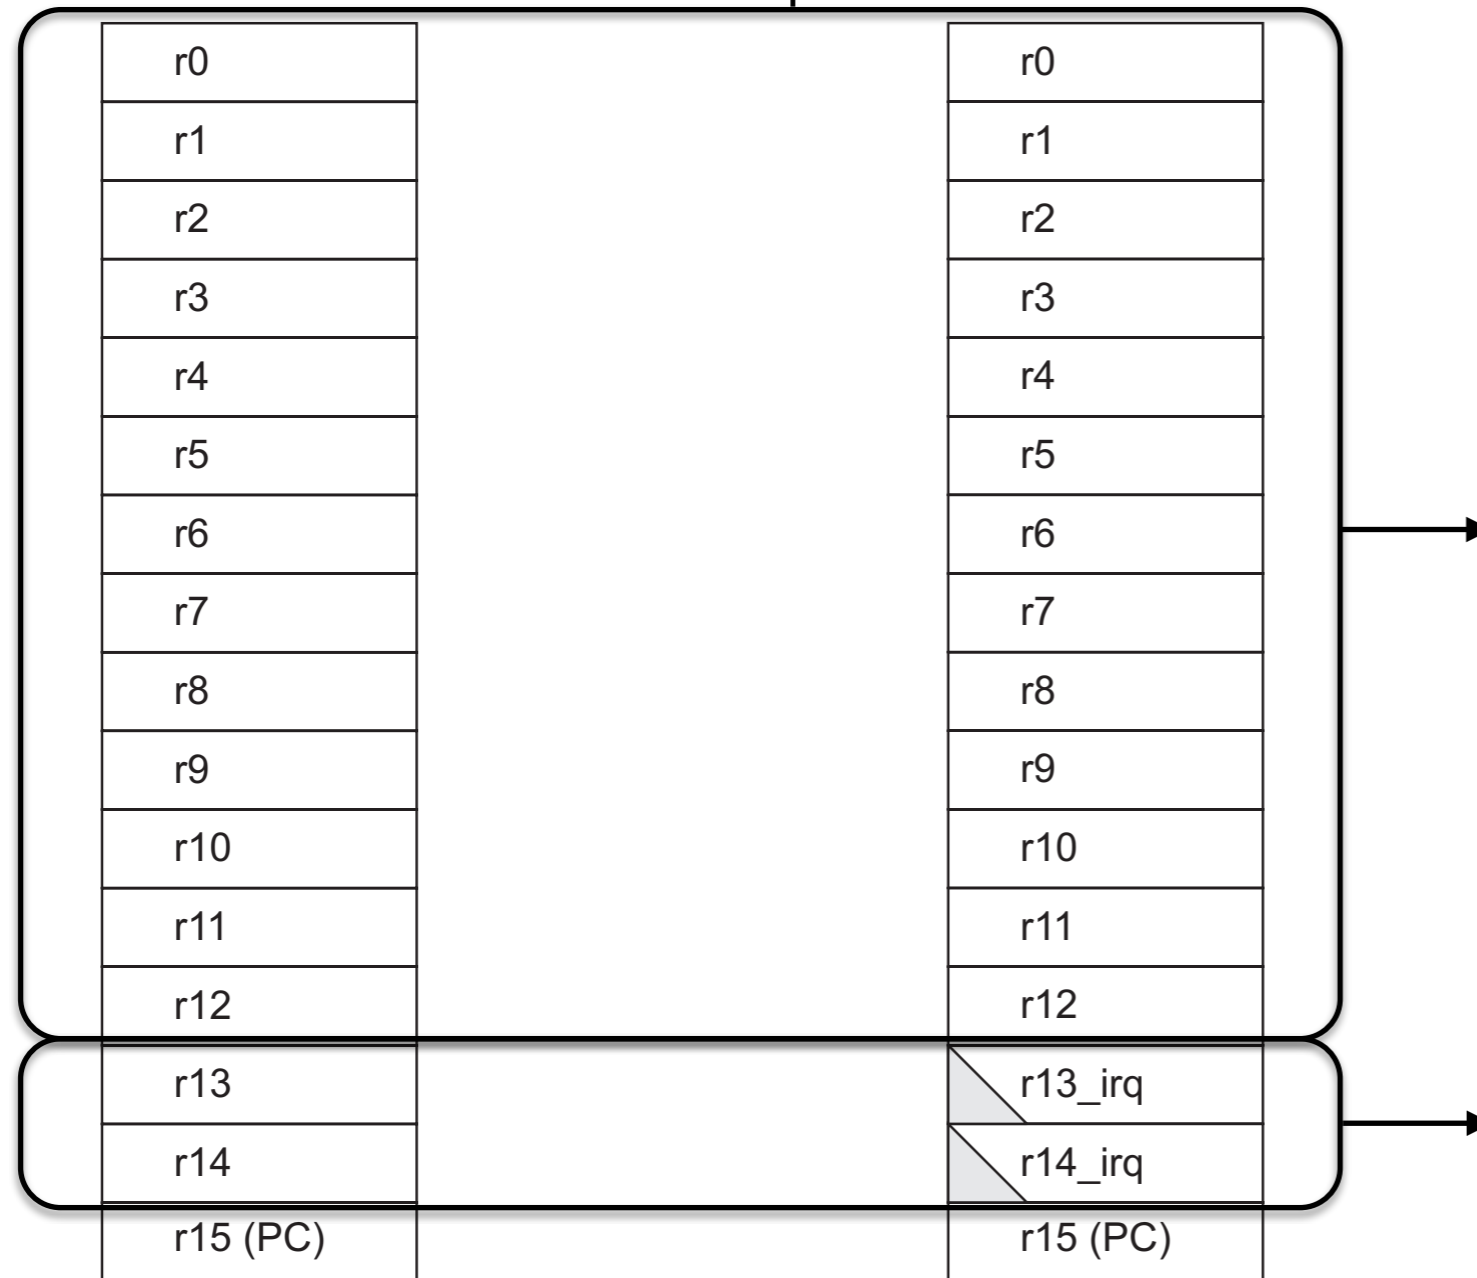 r0 r0
r1 r1
r2 r2
r3 r3
r4 r4
r5 r5
r6 r6
r7 r7
r8 r8
r9 r9
r10 r10
r11 r11
r12 r12
r13 r13_irq
r14 r14_irq
r15 (PC) r15 (PC)